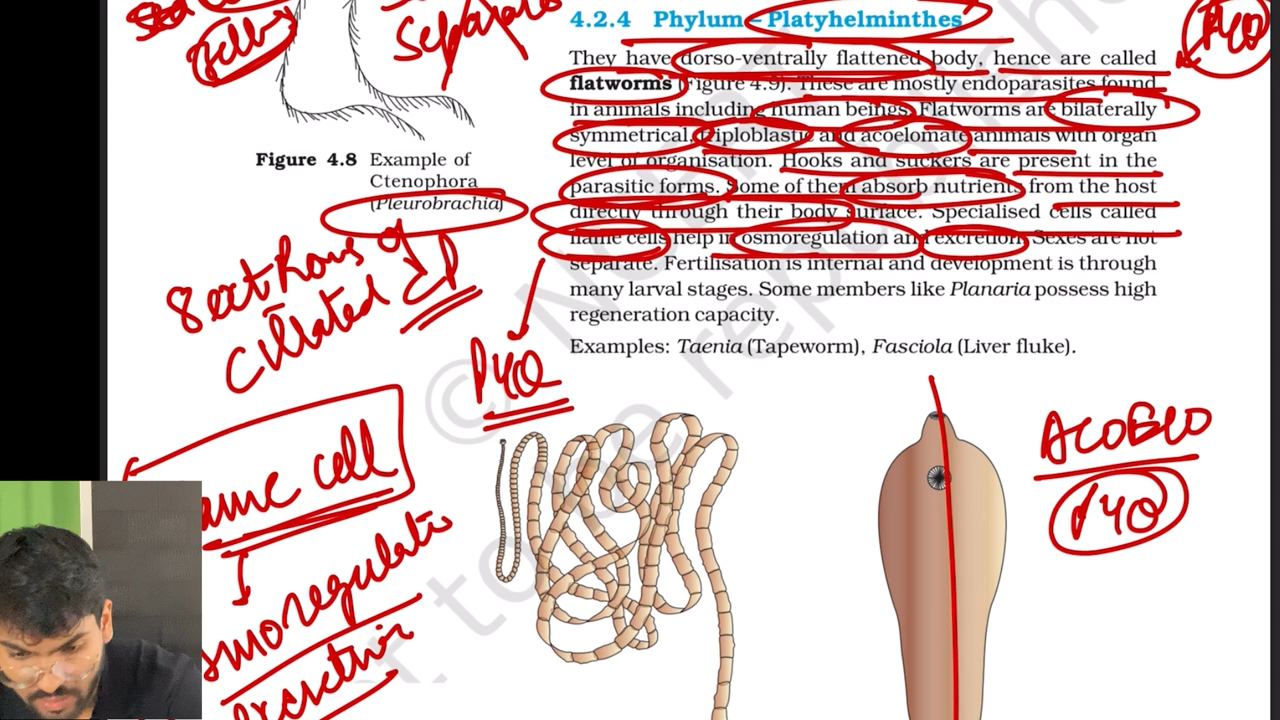 Separate
4.2.4 Phylum – Platyhelminthes
PYQ
They have dorso-ventrally flattened body, hence are called
flatworms (Figure 4.9). These are mostly endoparasites found
in animals including human beings. Flatworms are bilaterally
symmetrical, triploblastic and acoelomate animals with organ
level of organisation. Hooks and suckers are present in the
parasitic forms. Some of them absorb nutrients from the host
directly through their body surface. Specialised cells called
flame cells help in osmoregulation and excretion. Sexes are not
separate. Fertilisation is internal and development is through
many larval stages. Some members like Planaria possess high
regeneration capacity.
Examples: Taenia (Tapeworm), Fasciola (Liver fluke).
Figure 4.8 Example of
Ctenophora
(Pleurobrachia)
8
of
ciliated
PYQ
cell
excretion
PYQ